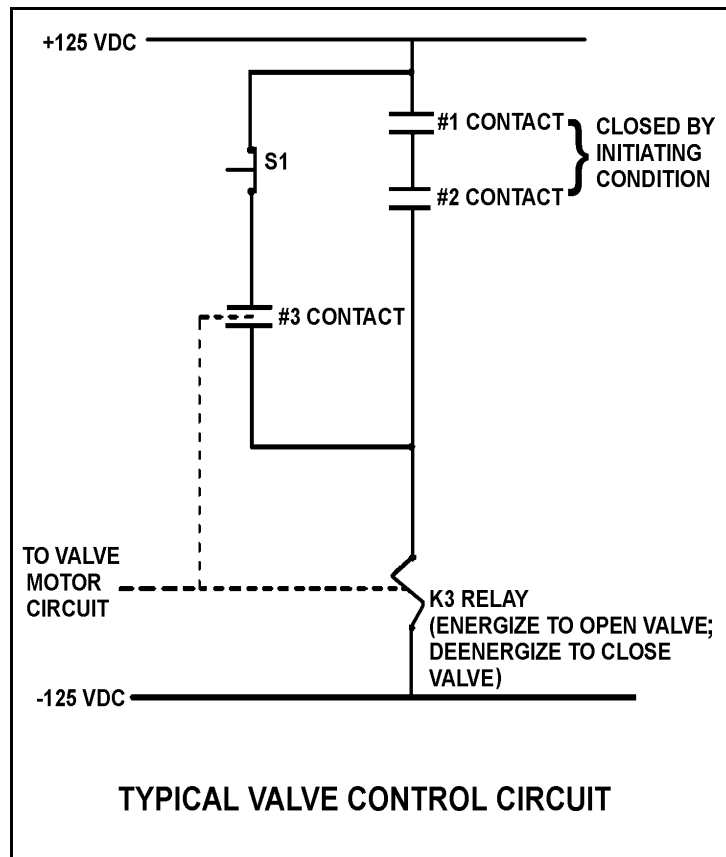 +125 VDC
#1 CONTACT
CLOSED BY
INITIATING
CONDITION
S1
#2 CONTACT
#3 CONTACT
TO VALVE
MOTOR
CIRCUIT
K3 RELAY
(ENERGIZE TO OPEN VALVE;
DEENERGIZE TO CLOSE
VALVE)
-125 VDC
TYPICAL VALVE CONTROL CIRCUIT